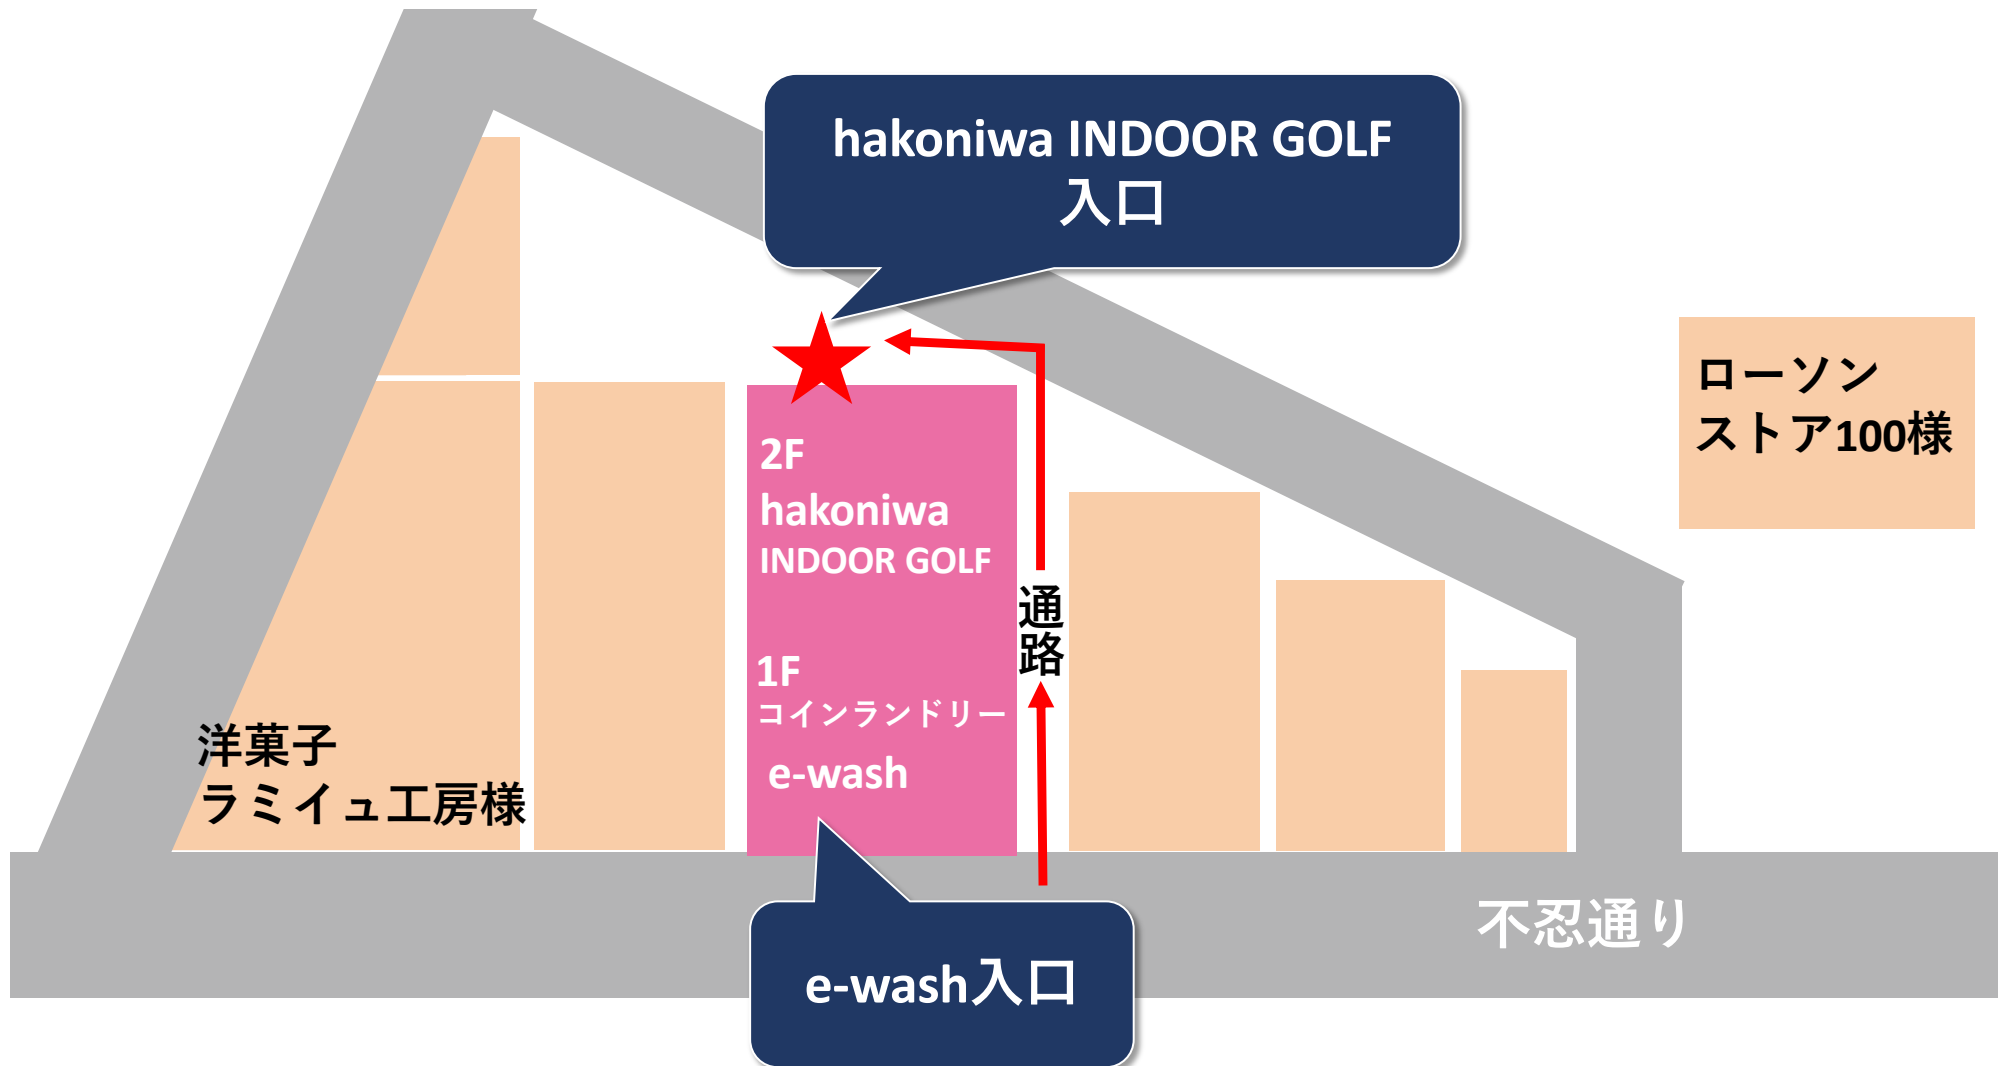 hakoniwa INDOOR GOLF
入口
ローソン
ストア100様
2F
hakoniwa
INDOOR GOLF
通路
1F
コインランドリー
e-wash
洋菓子
ラミイュ工房様
不忍通り
e-wash入口